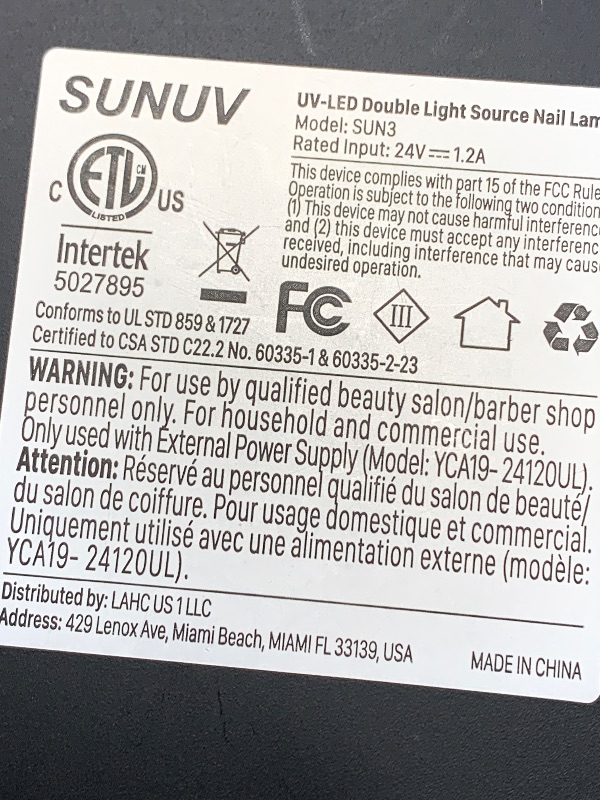 SUNUV
UV-LED Double Light Source Nail Lam
Model: SUN3
Rated Input: 24V⎓1.2A
This device complies with part 15 of the FCC Rule
Operation is subject to the following two condition
(1) This device may not cause harmful interference
and (2) this device must accept any interferenc
received, including interference that may cause
undesired operation.
C ETL CM US
LISTED
Intertek
5027895
FC
III
Conforms to UL STD 859 & 1727
Certified to CSA STD C22.2 No. 60335-1 & 60335-2-23
WARNING: For use by qualified beauty salon/barber shop
personnel only. For household and commercial use.
Only used with External Power Supply (Model: YCA19- 24120UL).
Attention: Réservé au personnel qualifié du salon de beauté/
du salon de coiffure. Pour usage domestique et commercial.
Uniquement utilisé avec une alimentation externe (modèle:
YCA19- 24120UL).
Distributed by: LAHC US 1 LLC
Address: 429 Lenox Ave, Miami Beach, MIAMI FL 33139, USA
MADE IN CHINA